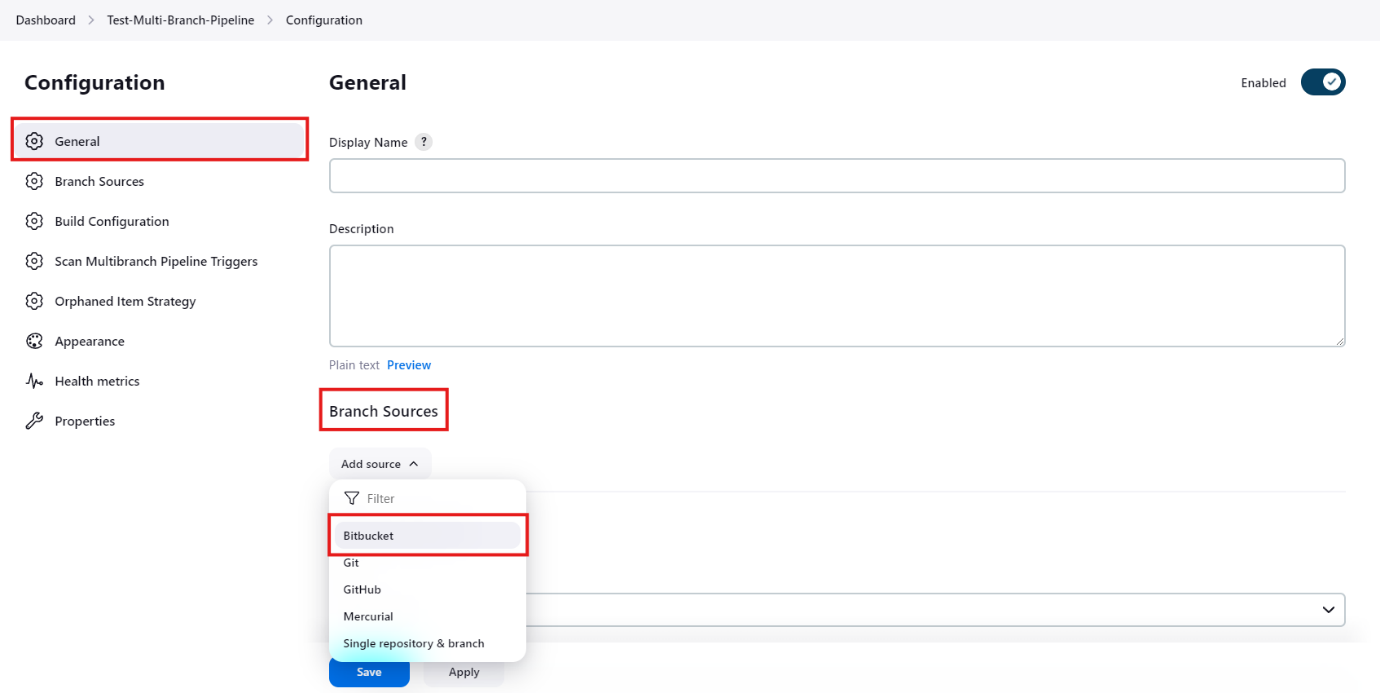 Dashboard > Test-Multi-Branch-Pipeline > Configuration
Configuration
General
Branch Sources
Build Configuration
Scan Multibranch Pipeline Triggers
Orphaned Item Strategy
Appearance
Health metrics
Properties
General
Enabled
Display Name ?
Description
Plain text Preview
Branch Sources
Add source
Filter
Bitbucket
Git
GitHub
Mercurial
Single repository & branch
Save Apply